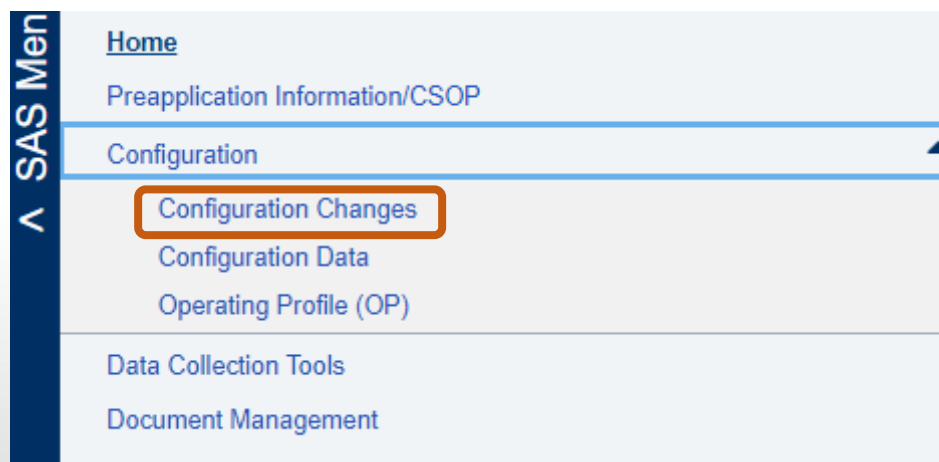 < SAS Men
Home
Preapplication Information/CSOP
Configuration
Configuration Changes
Configuration Data
Operating Profile (OP)
Data Collection Tools
Document Management